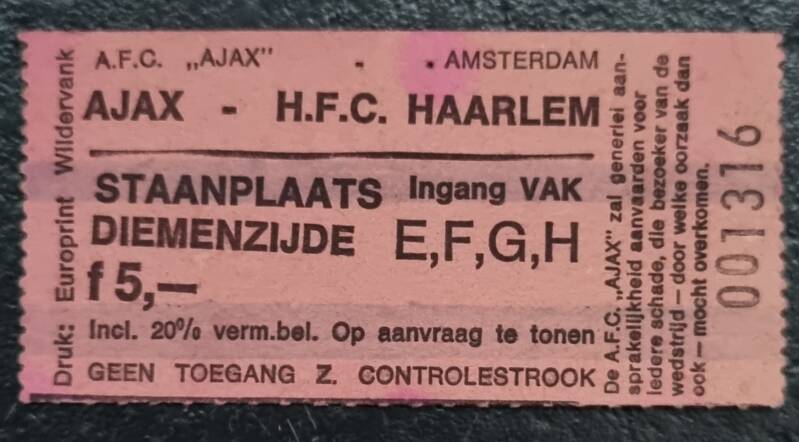 A.F.C. „AJAX” - . AMSTERDAM
AJAX - H.F.C. HAARLEM
STAANPLAATS Ingang VAK
DIEMENZIJDE E,F,G,H
f 5,—
Incl. 20% verm.bel. Op aanvraag te tonen
GEEN TOEGANG Z. CONTROLESTROOK
Druk: Europrint Wildervank
De A.F.C. „AJAX” zal generlei aan-
sprakelijkheid aanvaarden voor
iedere schade, die bezoeker van de
wedstrijd — door welke oorzaak dan
ook — mocht overkomen.
001316